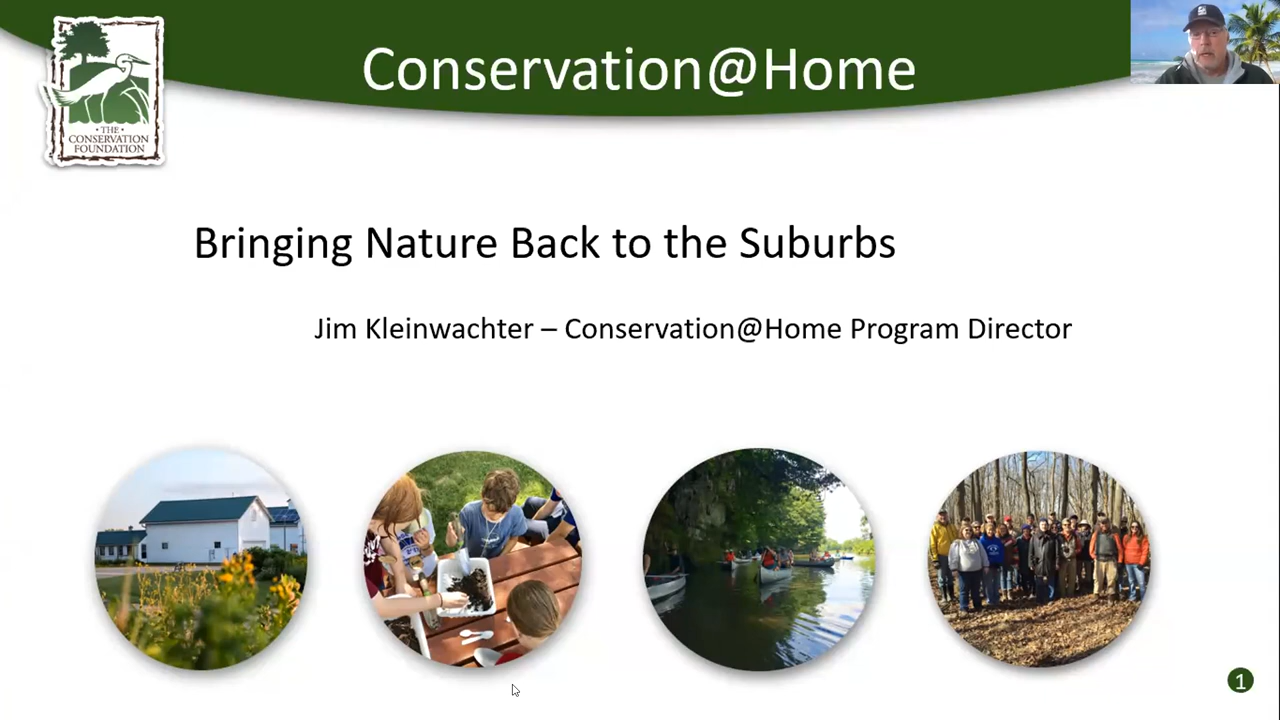 Conservation@Home
· THE ·
CONSERVATION
FOUNDATION
Bringing Nature Back to the Suburbs
Jim Kleinwachter – Conservation@Home Program Director
1